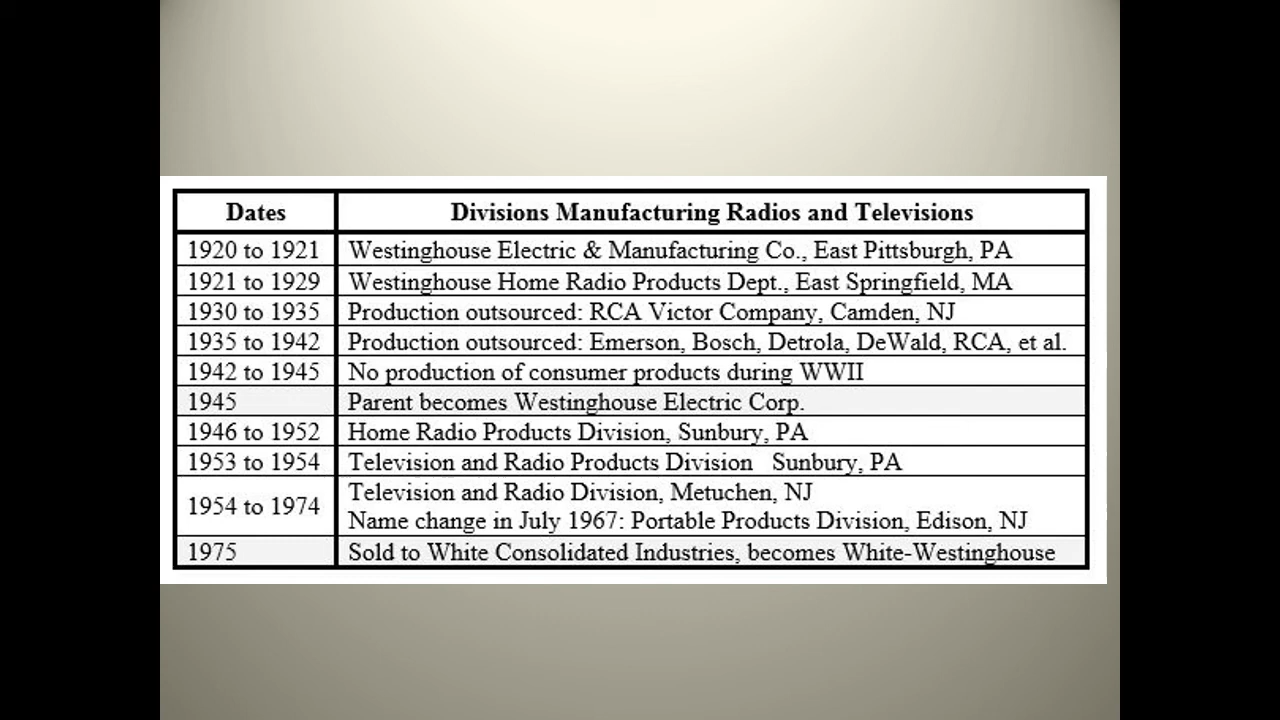 Dates Divisions Manufacturing Radios and Televisions
1920 to 1921 Westinghouse Electric & Manufacturing Co., East Pittsburgh, PA
1921 to 1929 Westinghouse Home Radio Products Dept., East Springfield, MA
1930 to 1935 Production outsourced: RCA Victor Company, Camden, NJ
1935 to 1942 Production outsourced: Emerson, Bosch, Detrola, DeWald, RCA, et al.
1942 to 1945 No production of consumer products during WWII
1945 Parent becomes Westinghouse Electric Corp.
1946 to 1952 Home Radio Products Division, Sunbury, PA
1953 to 1954 Television and Radio Products Division Sunbury, PA
1954 to 1974 Television and Radio Division, Metuchen, NJ
Name change in July 1967: Portable Products Division, Edison, NJ
1975 Sold to White Consolidated Industries, becomes White-Westinghouse